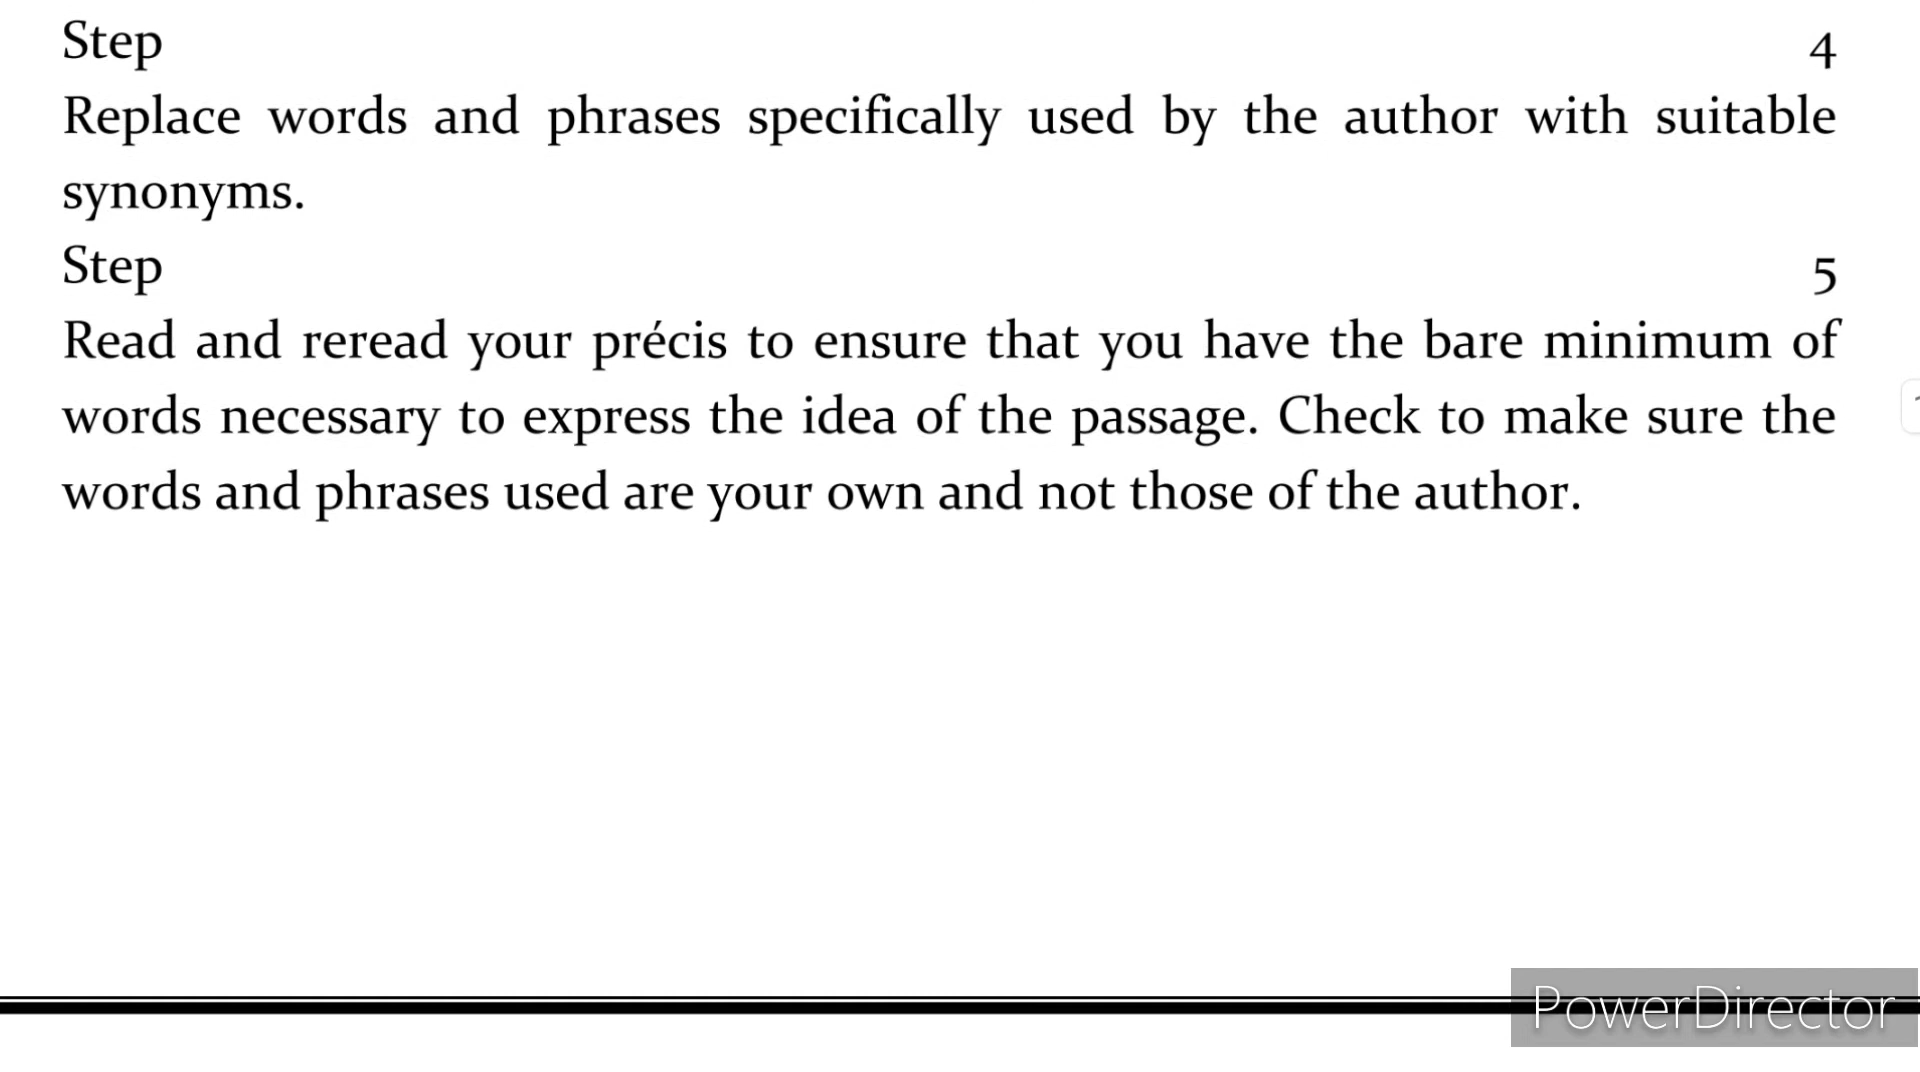 Step 4
Replace words and phrases specifically used by the author with suitable
synonyms.
Step 5
Read and reread your précis to ensure that you have the bare minimum of
words necessary to express the idea of the passage. Check to make sure the
words and phrases used are your own and not those of the author.
PowerDirector